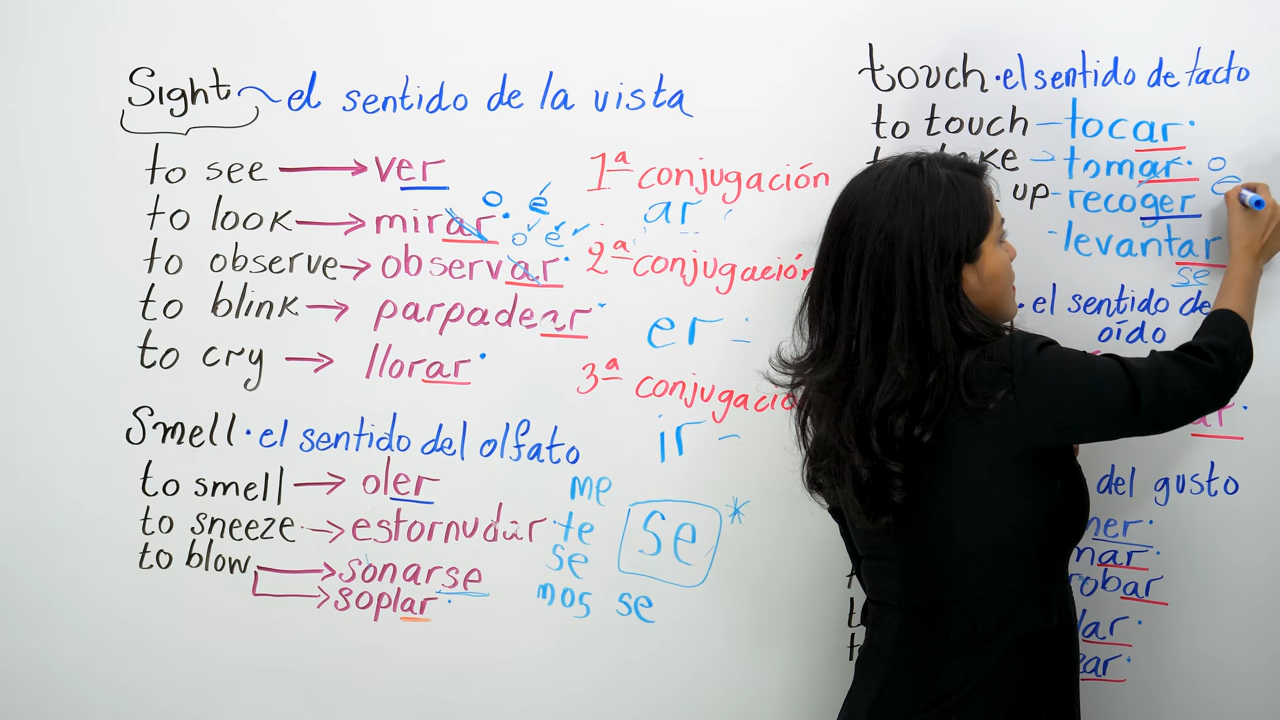 Sight el sentido de la vista
to see ver
to look mirar. o é
to observe observar. o é
to blink parpadear.
to cry llorar.
1ª conjugación
ar
2ª conjugación
er =
3ª conjugación
ir -
Smell. el sentido del olfato
to smell oler
to sneeze estornudar.
to blow sonarse
soplar.
me
te
se
nos se
se *
touch. el sentido de tacto
to touch - tocar.
tomar. o
up - recoger e
- levantar
se
. el sentido de
oído
ar.
del gusto